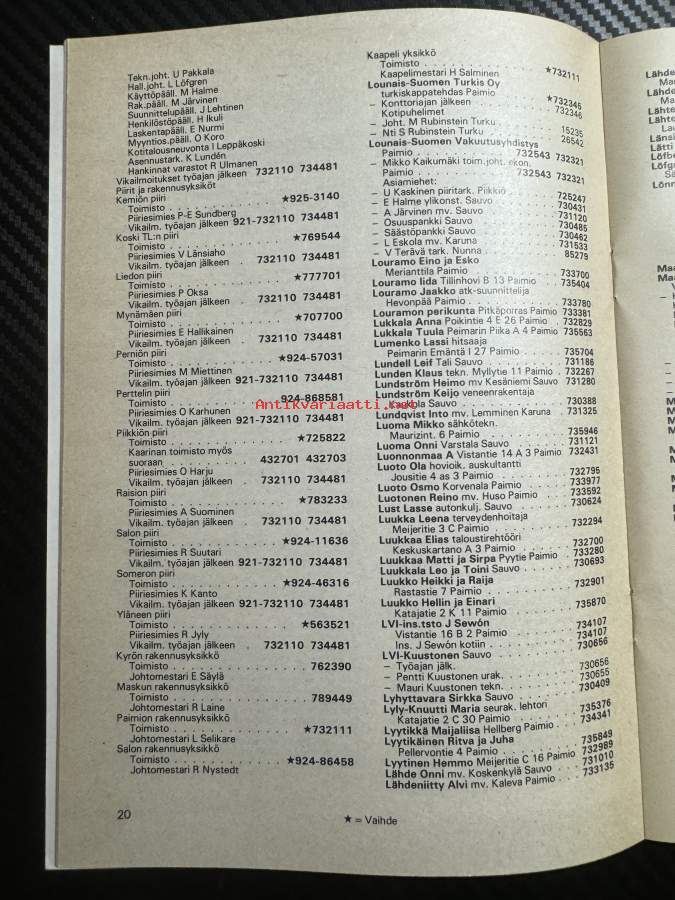 Tekn.joht. U Pakkala
Hall.joht. L Löfgren
Käyttöpääll. M Halme
Rak.pääll. M Järvinen
Suunnittelupääll. J Lehtinen
Henkilöstöpääll. H Ikuli
Laskentapääll. E Nurmi
Myyntios.pääll. O Koro
Kotitalousneuvonta I Leppäkoski
Asennustark. K Lundén
Hankinnat varastot R Ulmanen
Vikailmoitukset työajan jälkeen 732110 734481
Piirit ja rakennusyksiköt
Kemiön piiri
Toimisto . . . . . . . . . . . . ★925-3140
Piiriesimies P-E Sundberg
Vikailm. työajan jälkeen 921-732110 734481
Koski TL:n piiri
Toimisto . . . . . . . . . . . . ★769544
Piiriesimies V Länsiaho
Vikailm. työajan jälkeen . 732110 734481
Liedon piiri
Toimisto . . . . . . . . . . . . ★777701
Piiriesimies P Oksa
Vikailm. työajan jälkeen . 732110 734481
Mynämäen piiri
Toimisto . . . . . . . . . . . . ★707700
Piiriesimies E Hallikainen
Vikailm. työajan jälkeen . 732110 734481
Perniön piiri
Toimisto . . . . . . . . . . . . ★924-57031
Piiriesimies M Miettinen
Vikailm. työajan jälkeen 921-732110 734481
Perttelin piiri
Toimisto . . . . . . . . . . . . 924-868581
Piiriesimies O Karhunen
Vikailm. työajan jälkeen 921-732110 734481
Piikkiön piiri
Toimisto . . . . . . . . . . . . ★725822
Kaarinan toimisto myös
suoraan . . . . . . . . . 432701 432703
Piiriesimies O Harju
Vikailm. työajan jälkeen . 732110 734481
Raision piiri
Toimisto . . . . . . . . . . . . ★783233
Piiriesimies A Suominen
Vikailm. työajan jälkeen . 732110 734481
Salon piiri
Toimisto . . . . . . . . . . . . ★924-11636
Piiriesimies R Suutari
Vikailm. työajan jälkeen 921-732110 734481
Someron piiri
Toimisto . . . . . . . . . . . . ★924-46316
Piiriesimies K Kanto
Vikailm. työajan jälkeen 921-732110 734481
Yläneen piiri
Toimisto . . . . . . . . . . . . ★563521
Piiriesimies R Jyly
Vikailm. työajan jälkeen . 732110 734481
Kyrön rakennusyksikkö
Toimisto . . . . . . . . . . . . 762390
Johtomestari E Säylä
Maskun rakennusyksikkö
Toimisto . . . . . . . . . . . . 789449
Johtomestari R Laine
Paimion rakennusyksikkö
Toimisto . . . . . . . . . . . . ★732111
Johtomestari L Selikare
Salon rakennusyksikkö
Toimisto . . . . . . . . . . . . ★924-86458
Johtomestari R Nystedt
Kaapeli yksikkö
Toimisto . . . . . . . . . . . . ★732111
Kaapelimestari H Salminen
Lounais-Suomen Turkis Oy
turkiskappatehdas Paimio . . ★732346
– Konttoriajan jälkeen . . . . 732346
Kotipuhelimet
– Joht. M Rubinstein Turku . . 15235
– Nti S Rubinstein Turku . . . 26542
Lounais-Suomen Vakuutusyhdistys
Paimio . . . . . . . . . 732543 732321
– Mikko Kaikumäki toim.joht. ekon.
Paimio . . . . . . . . . 732543 732321
Asiamiehet:
– U Kaskinen piiritark. Piikkiö . 725247
– E Halme ylikonst. Sauvo . . . 730431
– A Järvinen mv. Sauvo . . . . 731120
– Osuuspankki Sauvo . . . . . 730485
– Säästöpankki Sauvo . . . . . 730462
– L Eskola mv. Karuna . . . . . 731533
– V Terävä tark. Nunna . . . . 85279
Louramo Eino ja Esko
Merianttila Paimio . . . . . . 733700
Louramo Iida Tillinhovi B 13 Paimio . 735404
Louramo Jaakko atk-suunnittelija
Hevonpää Paimio . . . . . . . 733780
Louramon perikunta Pitkäporras Paimio 733381
Lukkala Anna Poikintie 4 E 26 Paimio . 732829
Lukkala Tuula Peimarin Piika A 4 Paimio 735563
Lumenko Lassi hitsaaja
Peimarin Emäntä I 27 Paimio . . 735704
Lundell Leif Tali Sauvo . . . . . 731186
Lunden Klaus tekn. Myllytie 11 Paimio . 732267
Lundström Heimo mv Kesäniemi Sauvo 731280
Lundström Keijo veneenrakentaja
Kaakola Sauvo . . . . . . . . 730388
Lundqvist Into mv. Lemminen Karuna . 731325
Luoma Mikko sähkötekn.
Maurizint. 6 Paimio . . . . . . 735946
Luoma Onni Varstala Sauvo . . . 731121
Luonnonmaa A Vistantie 14 A 3 Paimio 732431
Luoto Ola hovioik. auskultantti
Jousitie 4 as 3 Paimio . . . . . 732795
Luoto Osmo Korvenala Paimio . . 733977
Luotonen Reino mv. Huso Paimio . 733592
Lust Lasse autonkulj. Sauvo . . . 730624
Luukka Leena terveydenhoitaja
Meijeritie 3 C Paimio . . . . . 732294
Luukkaa Elias taloustirehtööri
Keskuskartano A 3 Paimio . . . 732700
Luukkaa Matti ja Sirpa Pyytie Paimio . 733280
Luukkala Leo ja Toini Sauvo . . . 730693
Luukko Heikki ja Raija
Rastastie 7 Paimio . . . . . . 732901
Luukko Hellin ja Einari
Katajatie 2 K 11 Paimio . . . . 735870
LVI-ins.tsto J Sewón
Vistantie 16 B 2 Paimio . . . . 734107
Ins. J Sewón kotiin . . . . . . 734107
LVI-Kuustonen Sauvo . . . . . . 730656
– Työajan jälk.
– Pentti Kuustonen urak. . . . . 730656
– Mauri Kuustonen tekn. . . . . 730655
Lyhyttavara Sirkka Sauvo . . . . 730409
Lyly-Knuutti Maria seurak. lehtori
Katajatie 2 C 30 Paimio . . . . 735376
Lyytikkä Maijaliisa Hellberg Paimio . . 734341
Lyytikäinen Ritva ja Juha
Pellervontie 4 Paimio . . . . . 735849
Lyytinen Hemmo Meijeritie C 16 Paimio 732989
Lähde Onni mv. Koskenkylä Sauvo . . 731010
Lähdeniitty Alvi mv. Kaleva Paimio . . 733135
20
★ = Vaihde
Antikvariaatti.net